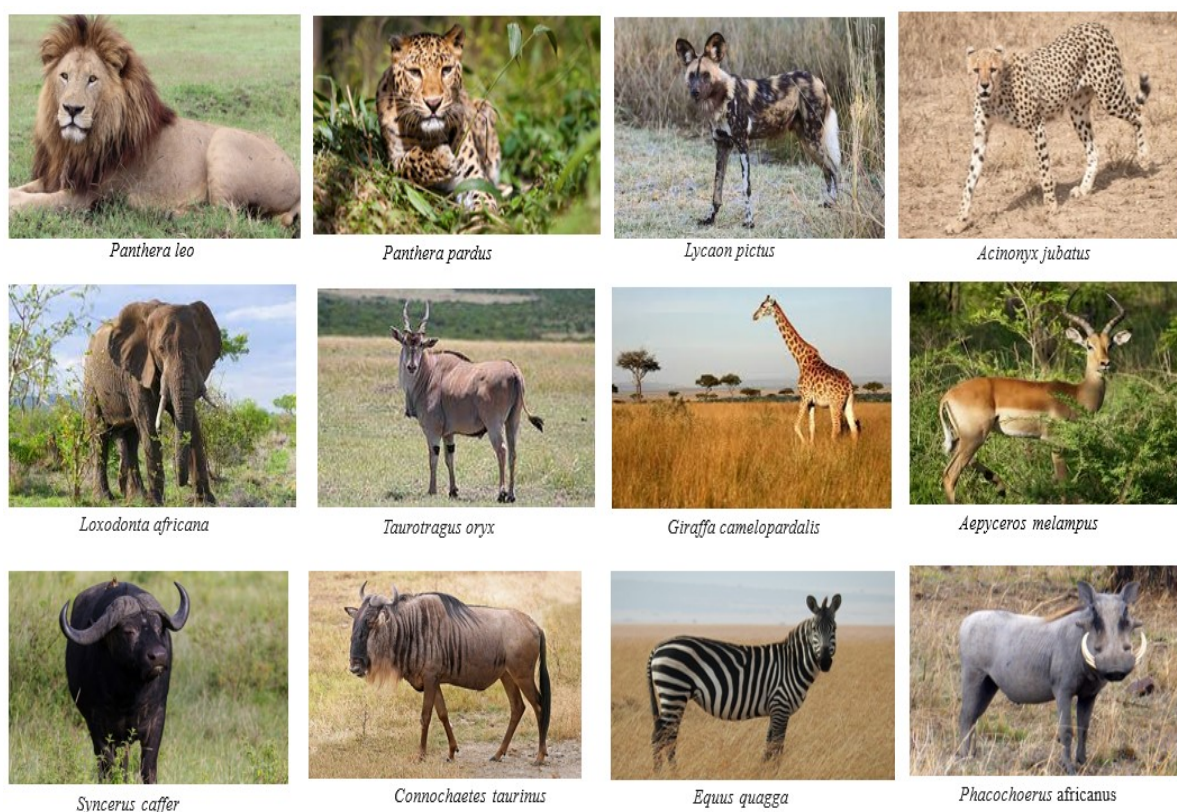 Panthera leo
Panthera pardus
Lycaon pictus
Acinonyx jubatus
Loxodonta africana
Taurotragus oryx
Giraffa camelopardalis
Aepyceros melampus
Syncerus caffer
Connochaetes taurinus
Equus quagga
Phacochoerus africanus